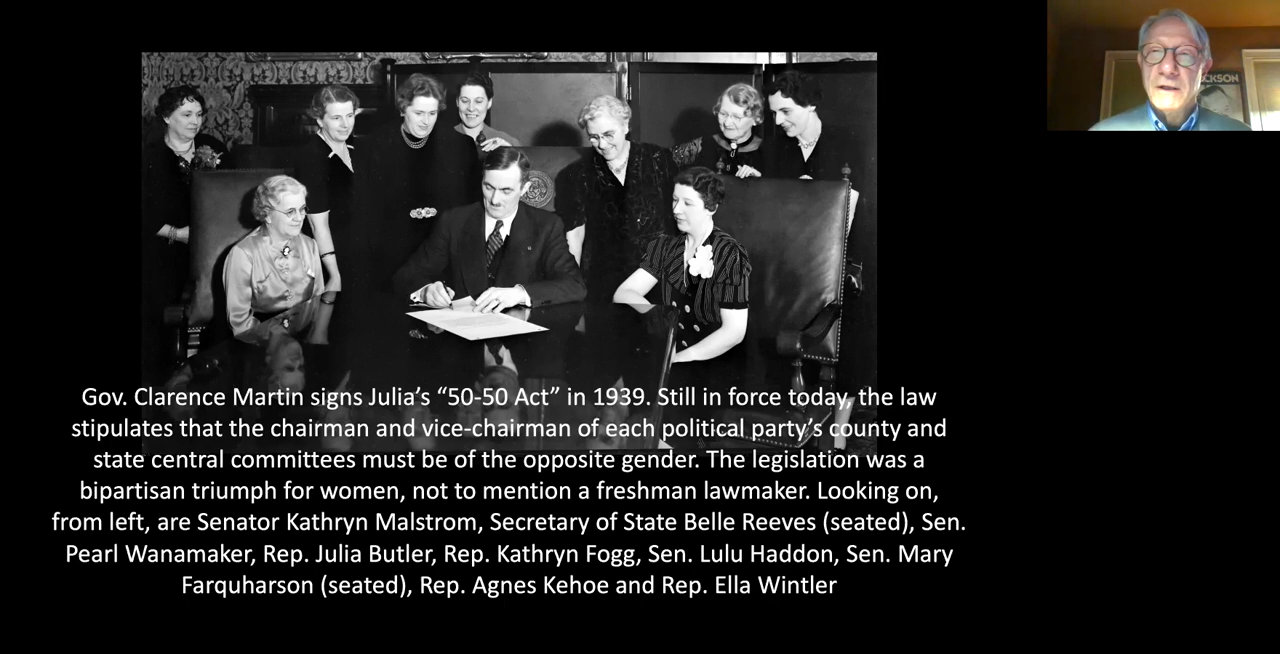 CKSON
Gov. Clarence Martin signs Julia’s “50-50 Act” in 1939. Still in force today, the law
stipulates that the chairman and vice-chairman of each political party’s county and
state central committees must be of the opposite gender. The legislation was a
bipartisan triumph for women, not to mention a freshman lawmaker. Looking on,
from left, are Senator Kathryn Malstrom, Secretary of State Belle Reeves (seated), Sen.
Pearl Wanamaker, Rep. Julia Butler, Rep. Kathryn Fogg, Sen. Lulu Haddon, Sen. Mary
Farquharson (seated), Rep. Agnes Kehoe and Rep. Ella Wintler